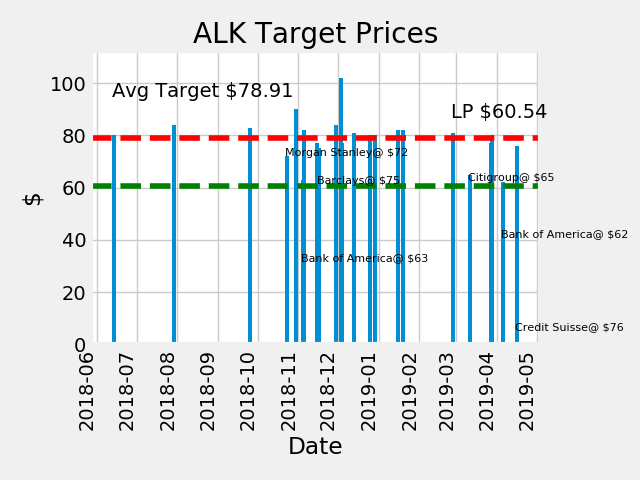 ALK Target Prices
Avg Target $78.91
LP $60.54
Morgan Stanley@ $72
Barclays@ $75
Citigroup@ $65
Bank of America@ $62
Bank of America@ $63
Credit Suisse@ $76
$
100
80
60
40
20
0
2018-06
2018-07
2018-08
2018-09
2018-10
2018-11
2018-12
2019-01
2019-02
2019-03
2019-04
2019-05
Date